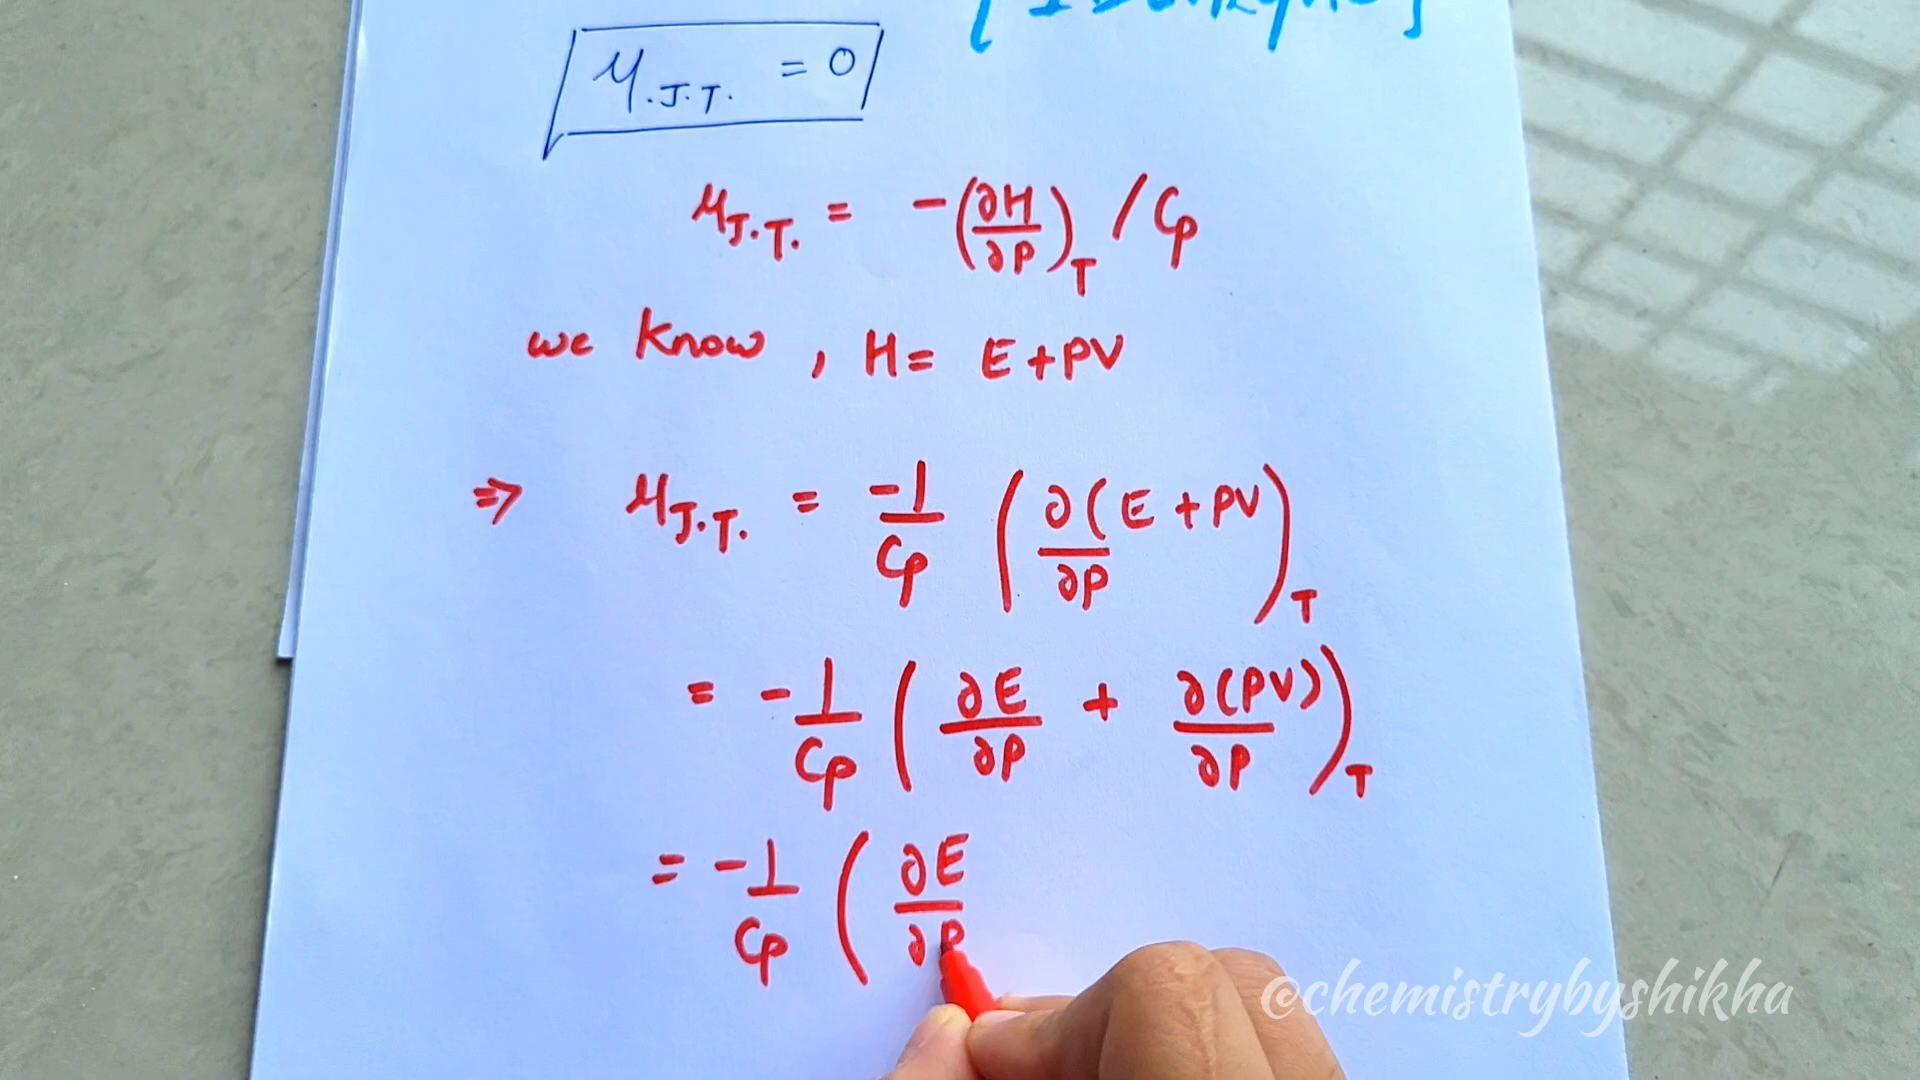 μ.J.T. = 0
μJ.T. = -(∂H/∂P)T / Cp
we know, H = E + PV
⇒ μJ.T. = -1/Cp (∂(E + PV/∂P)T
= -1/Cp (∂E/∂P + ∂(PV)/∂P)T
= -1/Cp (∂E/∂P
@chemistrybyshikha